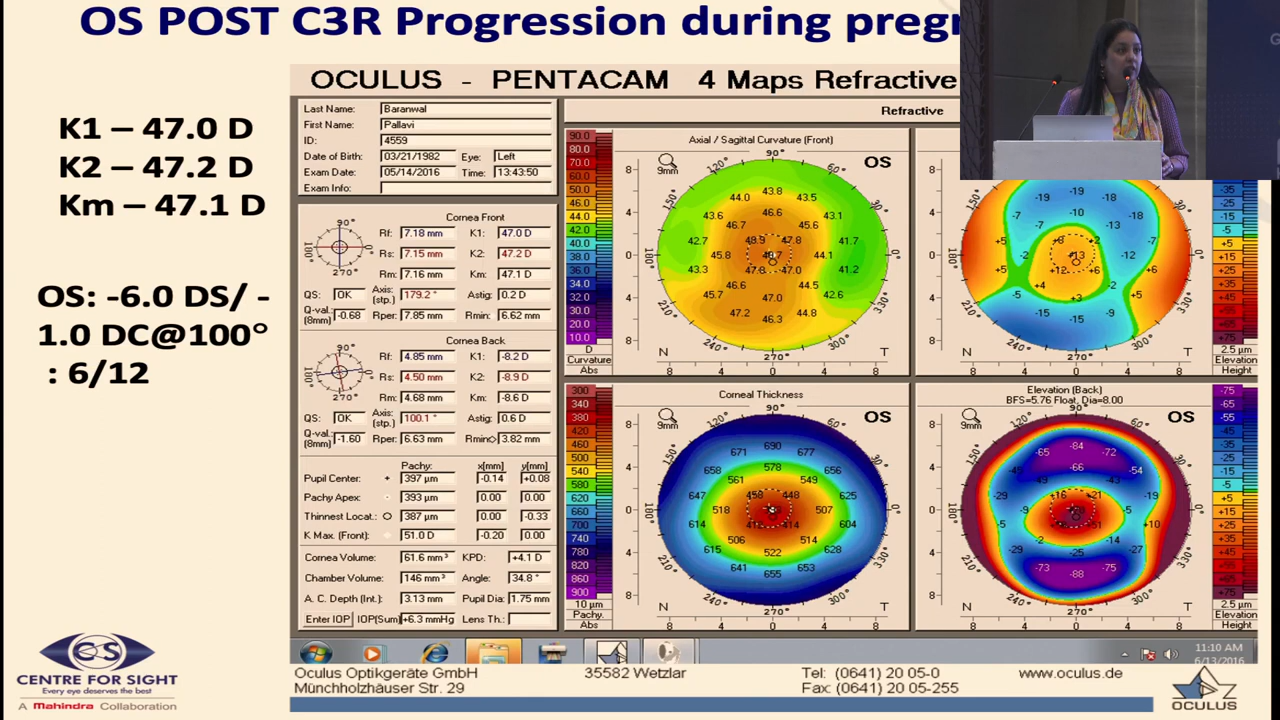 OS POST C3R Progression during pregn
K1 – 47.0 D
K2 – 47.2 D
Km – 47.1 D
OS: -6.0 DS/ -
1.0 DC@100°
: 6/12
OCULUS - PENTACAM 4 Maps Refractive
Last Name: Baranwal
First Name: Pallavi
ID: 4559
Date of Birth: 03/21/1982 Eye: Left
Exam Date: 05/14/2016 Time: 13:43:50
Exam Info:
Cornea Front
Rf: 7.18 mm K1: 47.0 D
Rs: 7.15 mm K2: 47.2 D
Rm: 7.16 mm Km: 47.1 D
QS: OK Axis: (stp.) 179.2 ° Astig: 0.2 D
Q-val. (8mm) -0.68 Rper: 7.85 mm Rmin: 6.62 mm
Cornea Back
Rf: 4.85 mm K1: -8.2 D
Rs: 4.50 mm K2: -8.9 D
Rm: 4.68 mm Km: -8.6 D
QS: OK Axis: (stp.) 100.1 ° Astig: 0.6 D
Q-val. (8mm) -1.60 Rper: 6.63 mm Rmin: 3.82 mm
Pachy: x[mm] y[mm]
Pupil Center: + 397 µm -0.14 +0.08
Pachy Apex: 393 µm 0.00 0.00
Thinnest Locat.: O 387 µm 0.00 -0.33
K Max. (Front): 51.0 D -0.20 0.00
Cornea Volume: 61.6 mm³ KPD: +4.1 D
Chamber Volume: 146 mm³ Angle: 34.8 °
A. C. Depth (Int.): 3.13 mm Pupil Dia: 1.75 mm
Enter IOP IOP(Sum): +6.3 mmHg Lens Th.:
Refractive
Axial / Sagittal Curvature (Front)
OS
9mm
Curvature
Abs
Elevation
Height
Corneal Thickness
OS
9mm
10 µm
Pachy.
Abs
Elevation (Back)
BFS=5.76 Float, Dia=8.00
OS
9mm
2.5 µm
Elevation
Height
11:10 AM
6/13/2016
Oculus Optikgeräte GmbH 35582 Wetzlar Tel: (0641) 20 05-0 www.oculus.de
Münchholzhäuser Str. 29 Fax: (0641) 20 05-255
OCULUS
CENTRE FOR SIGHT
Every eye deserves the best
A Mahindra Collaboration